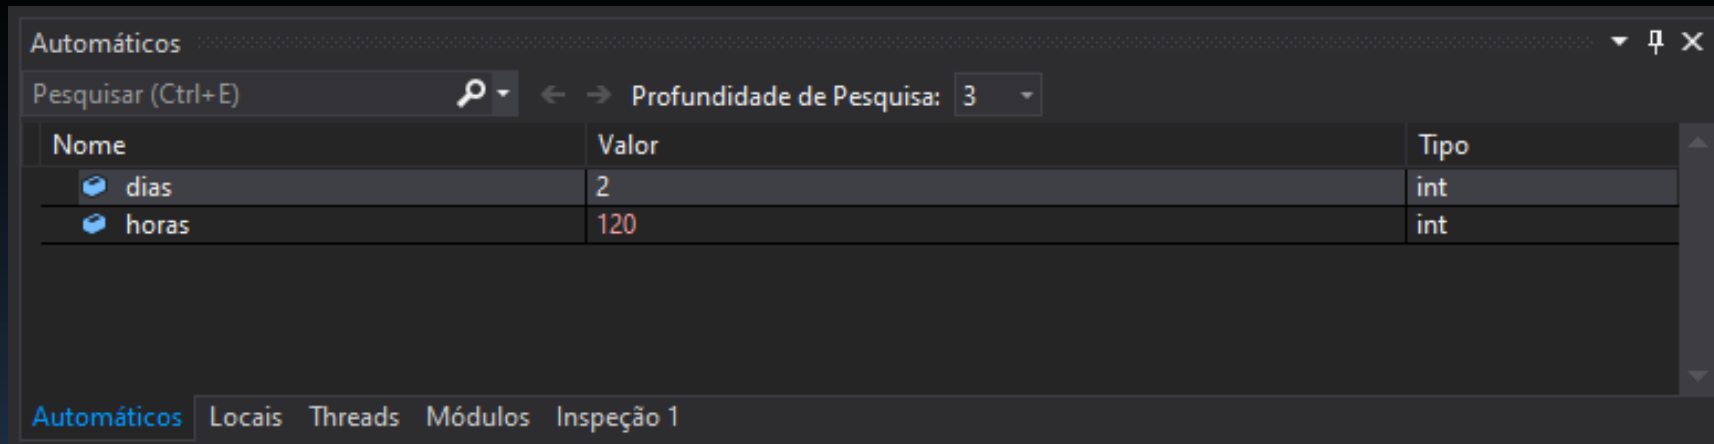 Automáticos
Pesquisar (Ctrl+E) Profundidade de Pesquisa: 3
Nome Valor Tipo
dias 2 int
horas 120 int
Automáticos Locais Threads Módulos Inspeção 1